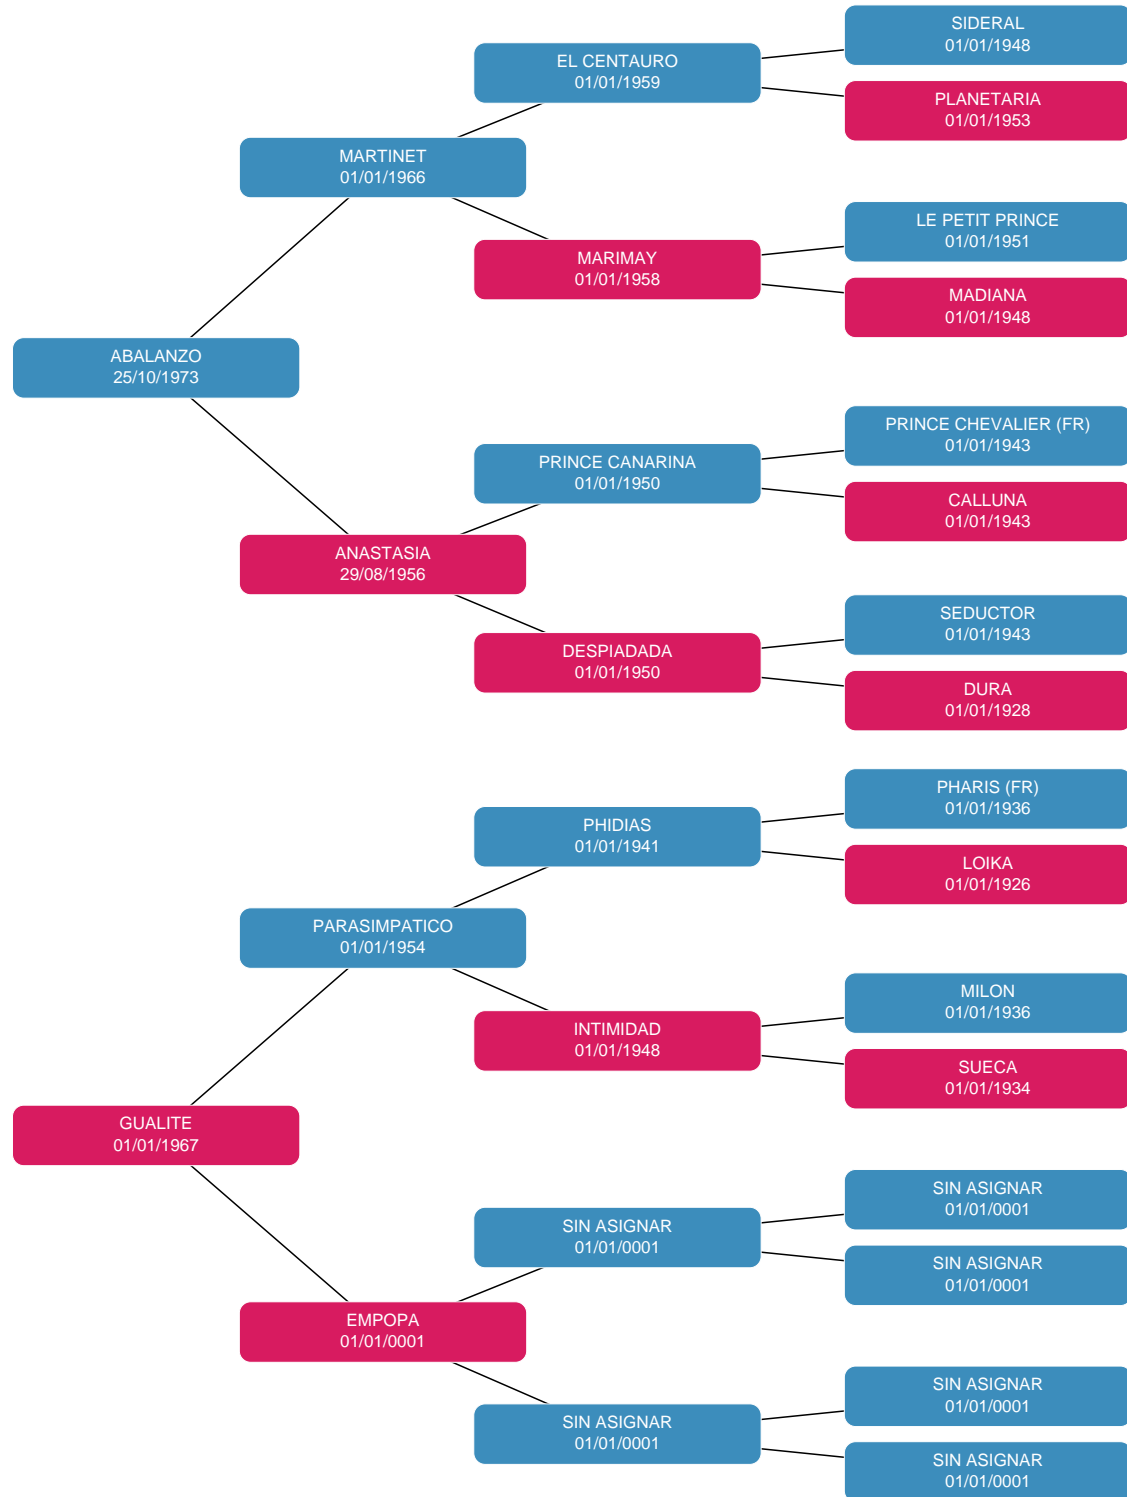 SIDERAL
01/01/1948
EL CENTAURO
01/01/1959
PLANETARIA
01/01/1953
MARTINET
01/01/1966
LE PETIT PRINCE
01/01/1951
MARIMAY
01/01/1958
MADIANA
01/01/1948
ABALANZO
25/10/1973
PRINCE CHEVALIER (FR)
01/01/1943
PRINCE CANARINA
01/01/1950
CALLUNA
01/01/1943
ANASTASIA
29/08/1956
SEDUCTOR
01/01/1943
DESPIADADA
01/01/1950
DURA
01/01/1928
PHARIS (FR)
01/01/1936
PHIDIAS
01/01/1941
LOIKA
01/01/1926
PARASIMPATICO
01/01/1954
MILON
01/01/1936
INTIMIDAD
01/01/1948
SUECA
01/01/1934
GUALITE
01/01/1967
SIN ASIGNAR
01/01/0001
SIN ASIGNAR
01/01/0001
SIN ASIGNAR
01/01/0001
EMPOPA
01/01/0001
SIN ASIGNAR
01/01/0001
SIN ASIGNAR
01/01/0001
SIN ASIGNAR
01/01/0001